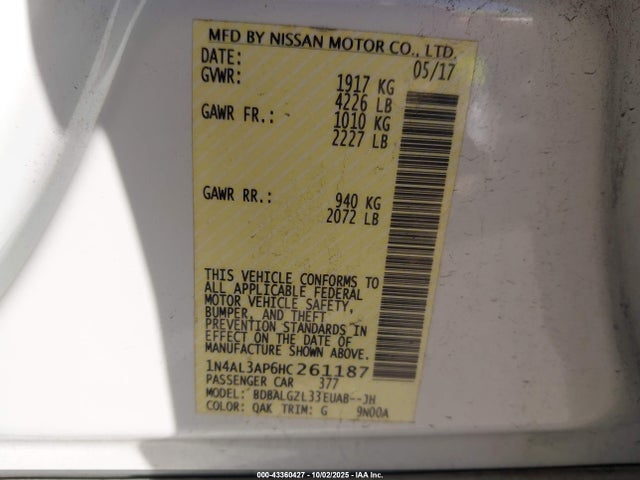 MFD BY NISSAN MOTOR CO., LTD.
DATE: 05/17
GVWR: 1917 KG
4226 LB
GAWR FR.: 1010 KG
2227 LB
GAWR RR.: 940 KG
2072 LB
THIS VEHICLE CONFORMS TO
ALL APPLICABLE FEDERAL
MOTOR VEHICLE SAFETY,
BUMPER, AND THEFT
PREVENTION STANDARDS IN
EFFECT ON THE DATE OF
MANUFACTURE SHOWN ABOVE.
1N4AL3AP6HC261187
PASSENGER CAR 377
MODEL: BDBALGZL33EUAB--JH
COLOR: QAK TRIM: G 9N00A
000-43360427 - 10/02/2025 - IAA Inc.